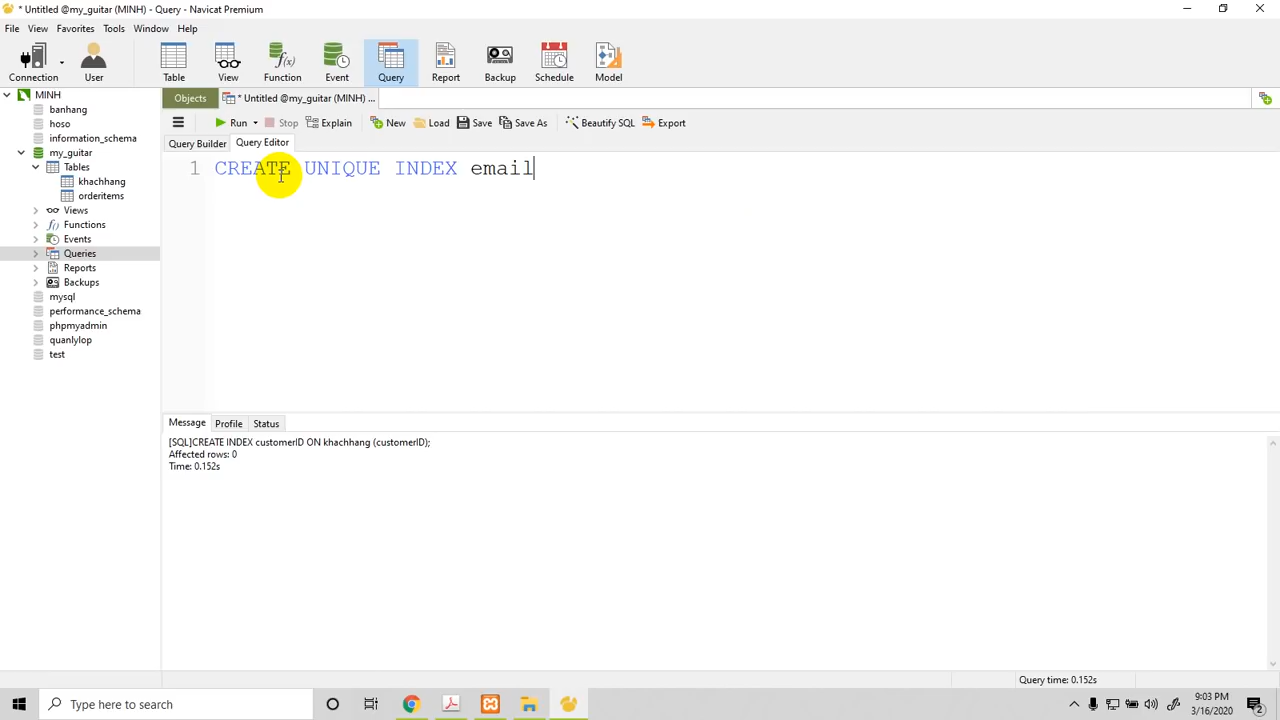 * Untitled @my_guitar (MINH) - Query - Navicat Premium
File View Favorites Tools Window Help
Connection User Table View Function Event Query Report Backup Schedule Model
MINH
banhang
hoso
information_schema
my_guitar
Tables
khachhang
orderitems
Views
Functions
Events
Queries
Reports
Backups
mysql
performance_schema
phpmyadmin
quanlylop
test
Objects * Untitled @my_guitar (MINH) ...
Run Stop Explain New Load Save Save As Beautify SQL Export
Query Builder Query Editor
1 CREATE UNIQUE INDEX email
Message Profile Status
[SQL]CREATE INDEX customerID ON khachhang (customerID);
Affected rows: 0
Time: 0.152s
Query time: 0.152s
Type here to search
9:03 PM
3/16/2020
2